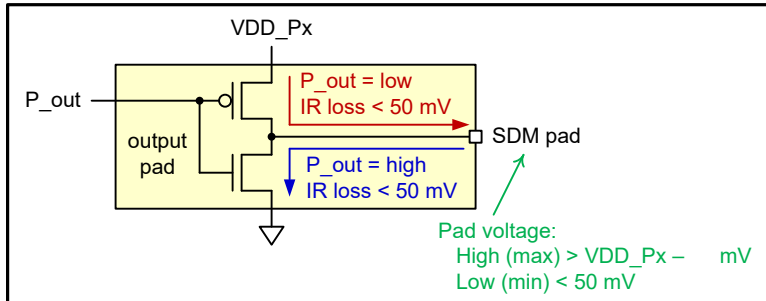 VDD_Px
P_out
P_out = low
IR loss < 50 mV
output
pad
SDM pad
P_out = high
IR loss < 50 mV
Pad voltage:
High (max) > VDD_Px – mV
Low (min) < 50 mV